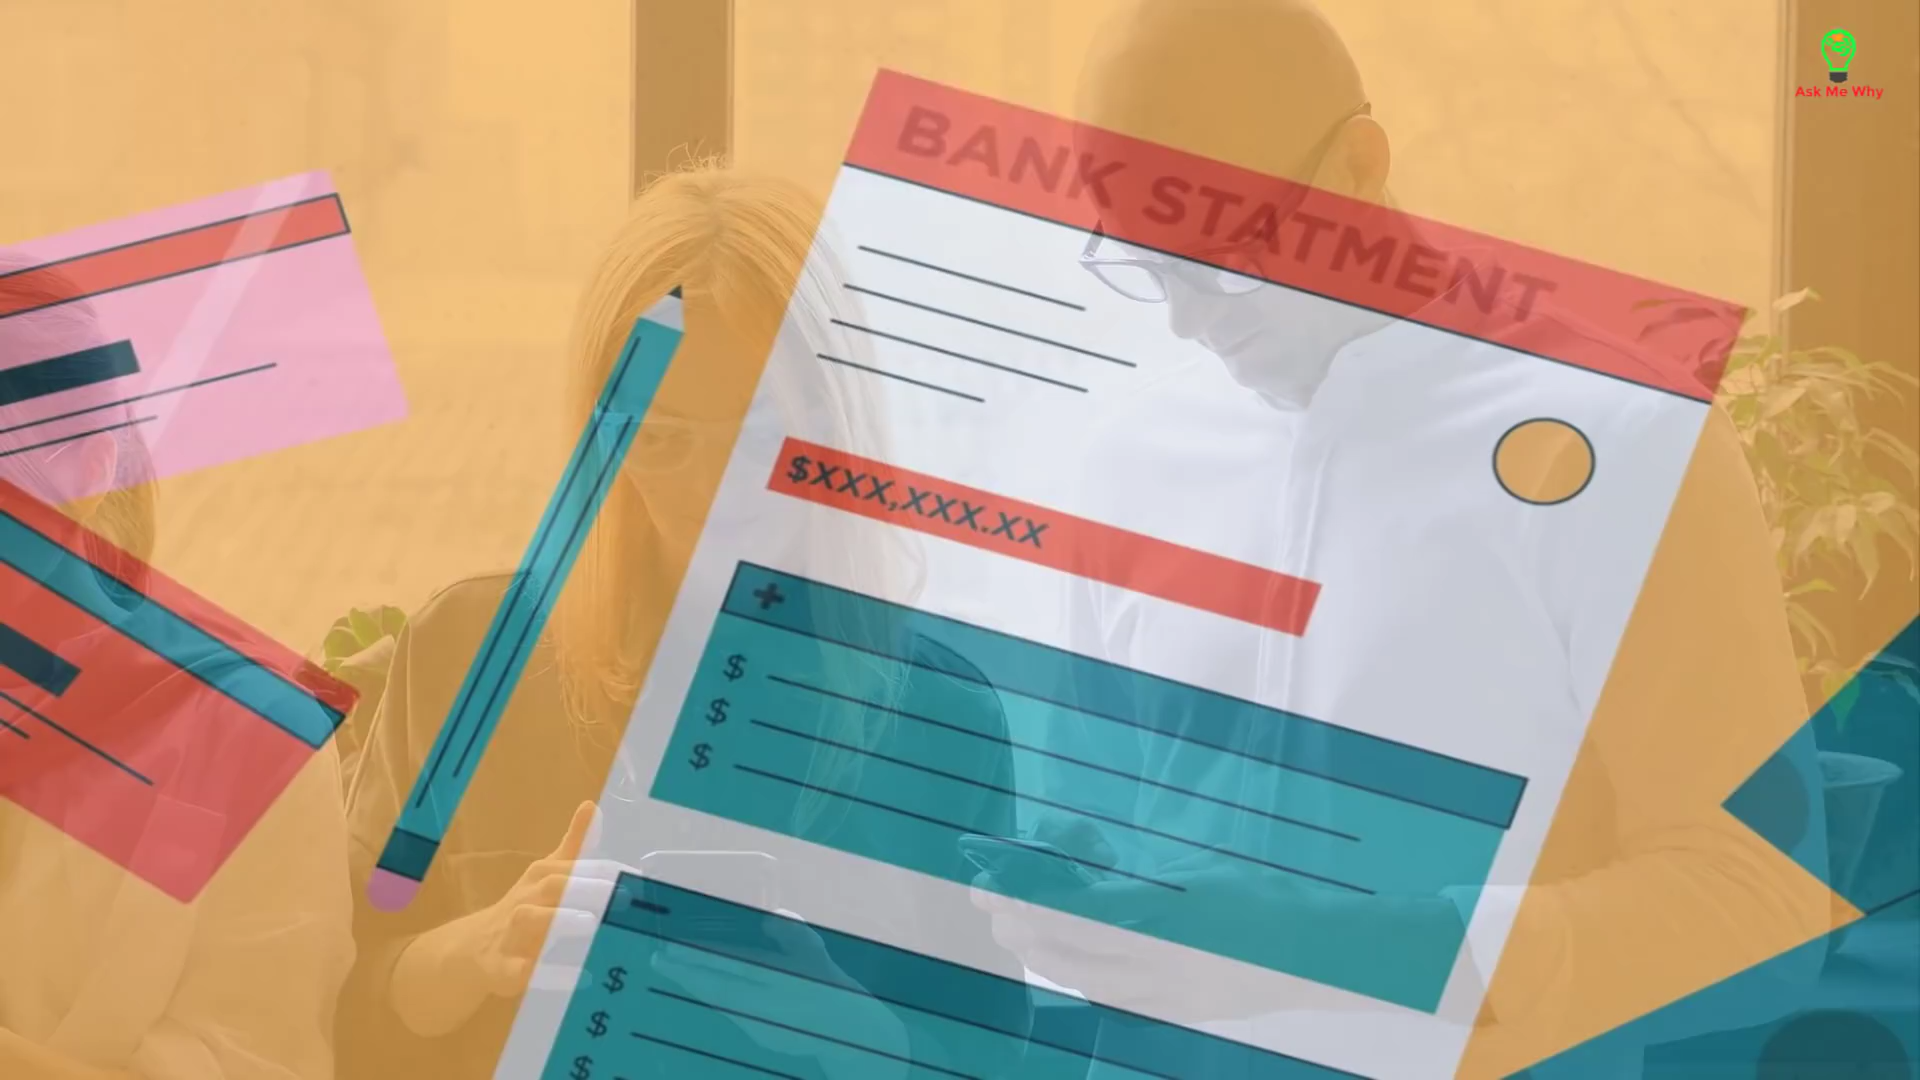 Ask Me Why
BANK STATMENT
$XXX,XXX.XX
+
$
$
$
-
$
$
$